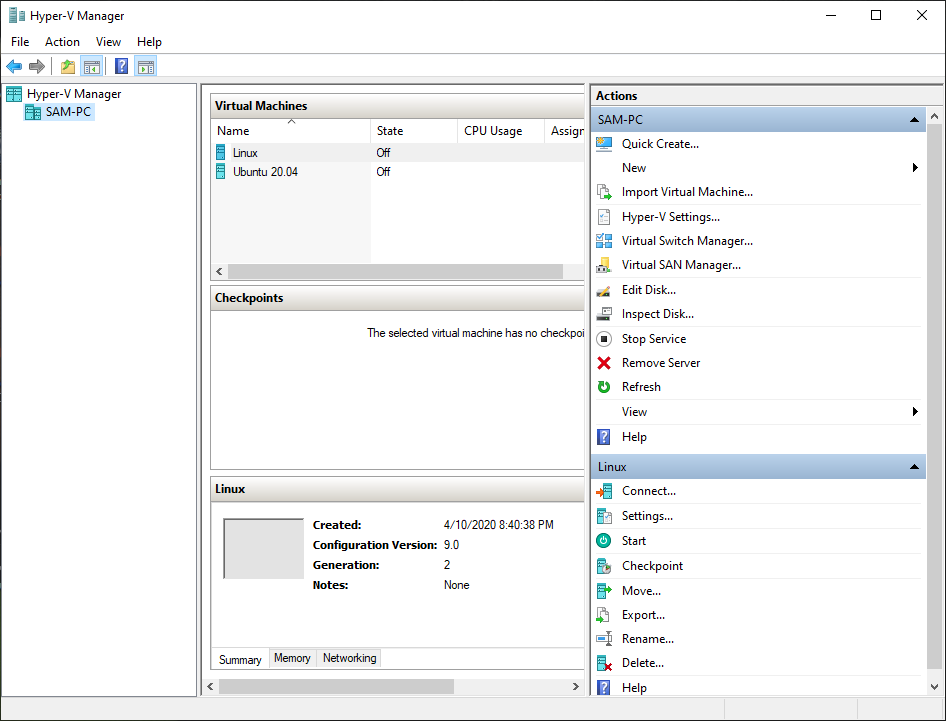 Hyper-V Manager
File Action View Help
Hyper-V Manager
SAM-PC
Virtual Machines
Name State CPU Usage Assign
Linux Off
Ubuntu 20.04 Off
Checkpoints
The selected virtual machine has no checkpoi
Linux
Created: 4/10/2020 8:40:38 PM
Configuration Version: 9.0
Generation: 2
Notes: None
Summary Memory Networking
Actions
SAM-PC
Quick Create...
New
Import Virtual Machine...
Hyper-V Settings...
Virtual Switch Manager...
Virtual SAN Manager...
Edit Disk...
Inspect Disk...
Stop Service
Remove Server
Refresh
View
Help
Linux
Connect...
Settings...
Start
Checkpoint
Move...
Export...
Rename...
Delete...
Help